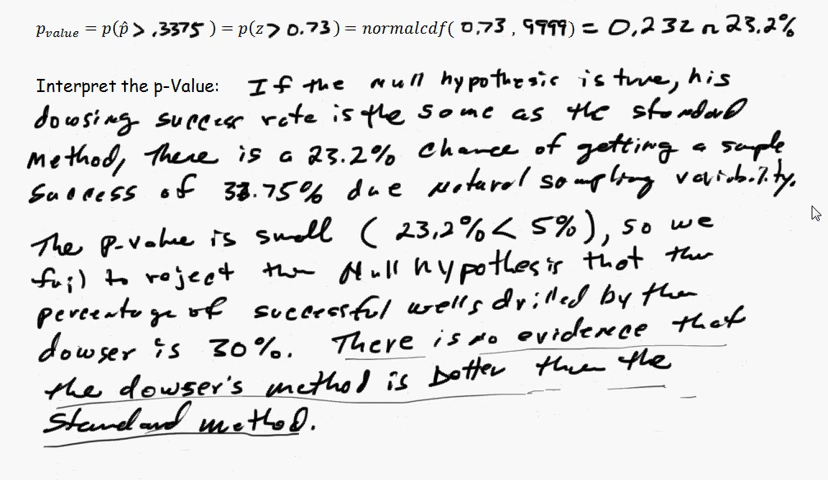 p_value = p(p̂ > .3375) = p(z > 0.73) = normalcdf( 0.73 , 9999) = 0.232 ~ 23.2%
Interpret the p-Value: If the null hypothesis is true, his
dowsing success rate is the same as the standard
method, there is a 23.2% chance of getting a sample
success of 33.75% due natural sampling variability.
The p-value is small ( 23.2% < 5%), so we
fail to reject the Null hypothesis that the
percentage of successful wells drilled by the
dowser is 30%. There is no evidence that
the dowser's method is better than the
standard method.